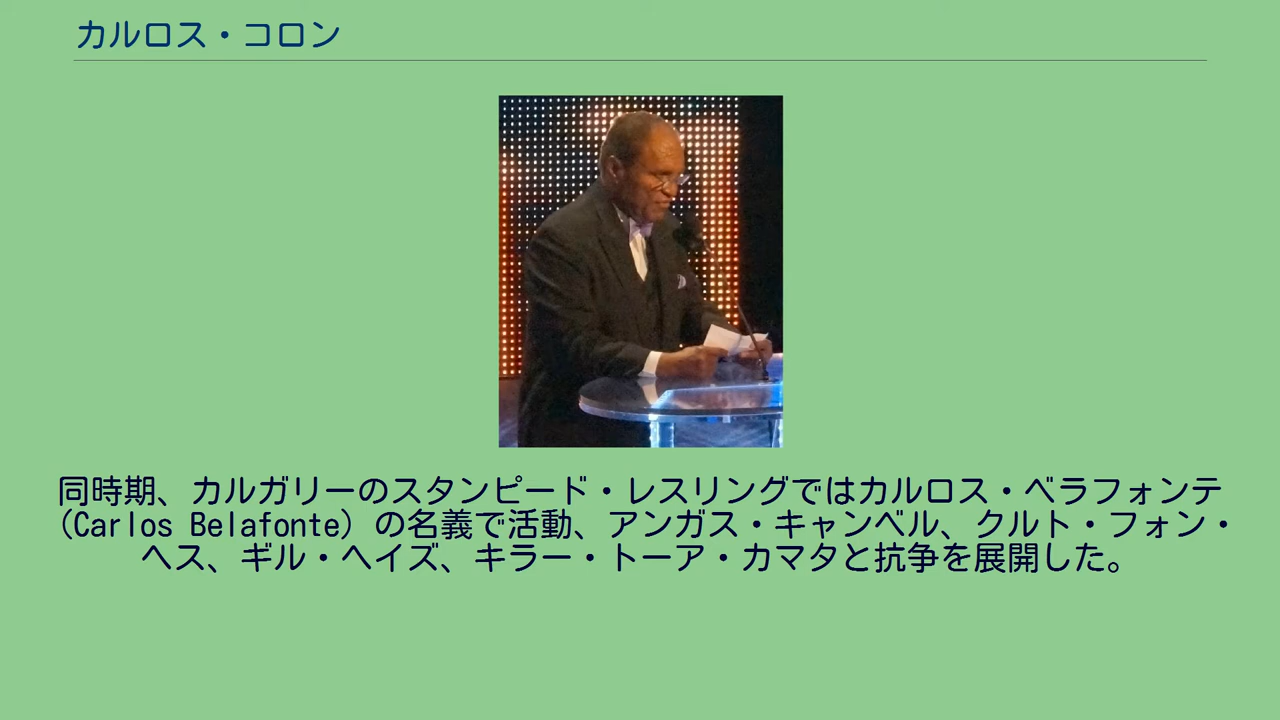 カルロス・コロン
同時期、カルガリーのスタンピード・レスリングではカルロス・ベラフォンテ
(Carlos Belafonte) の名義で活動、アンガス・キャンベル、クルト・フォン・
ヘス、ギル・ヘイズ、キラー・トーア・カマタと抗争を展開した。